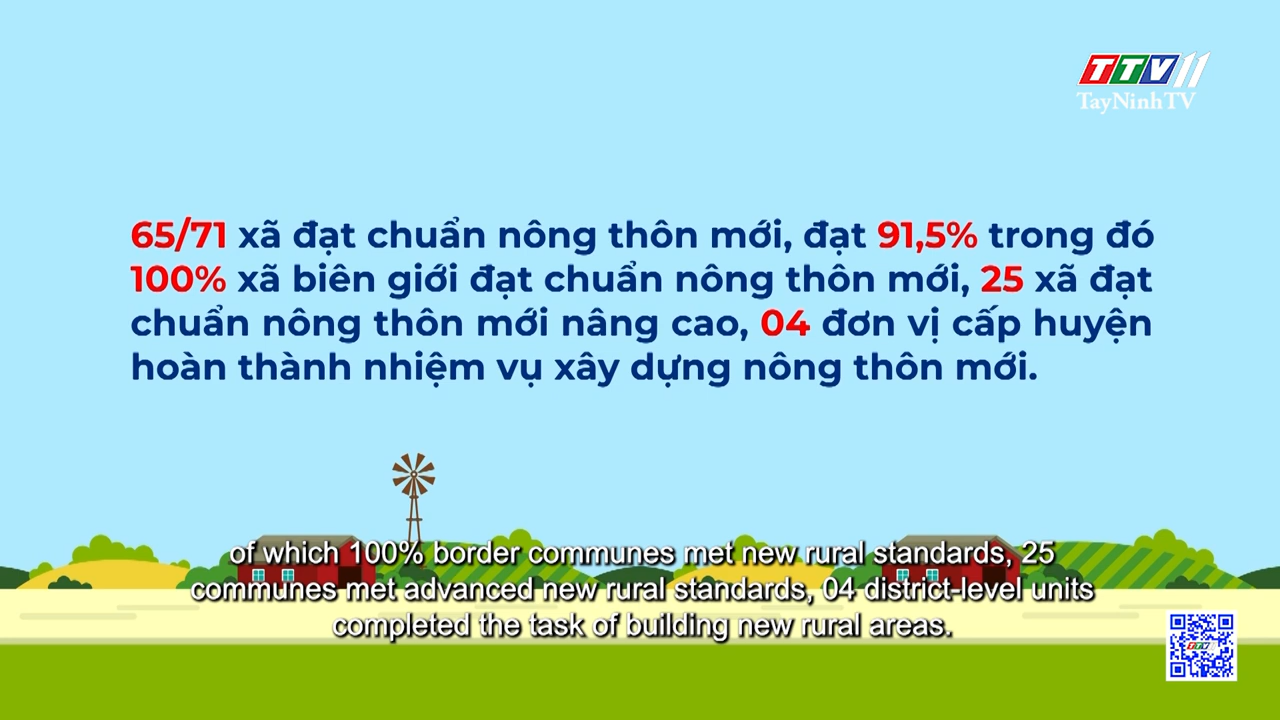 TTV11
TayNinhTV
65/71 xã đạt chuẩn nông thôn mới, đạt 91,5% trong đó
100% xã biên giới đạt chuẩn nông thôn mới, 25 xã đạt
chuẩn nông thôn mới nâng cao, 04 đơn vị cấp huyện
hoàn thành nhiệm vụ xây dựng nông thôn mới.
of which 100% border communes met new rural standards, 25
communes met advanced new rural standards, 04 district-level units
completed the task of building new rural areas.
TTV11